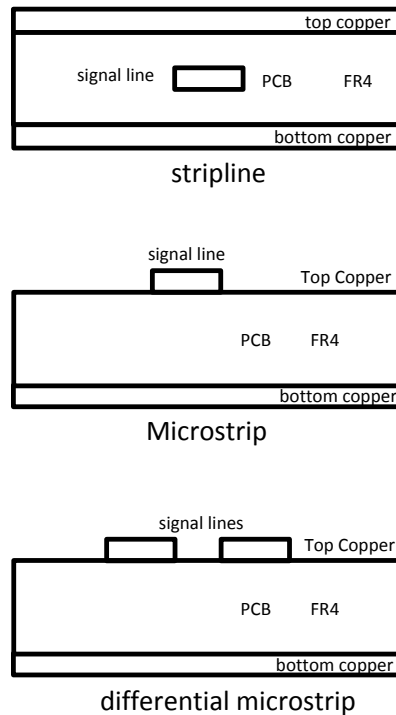 top copper
signal line
PCB FR4
bottom copper
stripline
signal line
Top Copper
PCB FR4
bottom copper
Microstrip
signal lines
Top Copper
PCB FR4
bottom copper
differential microstrip